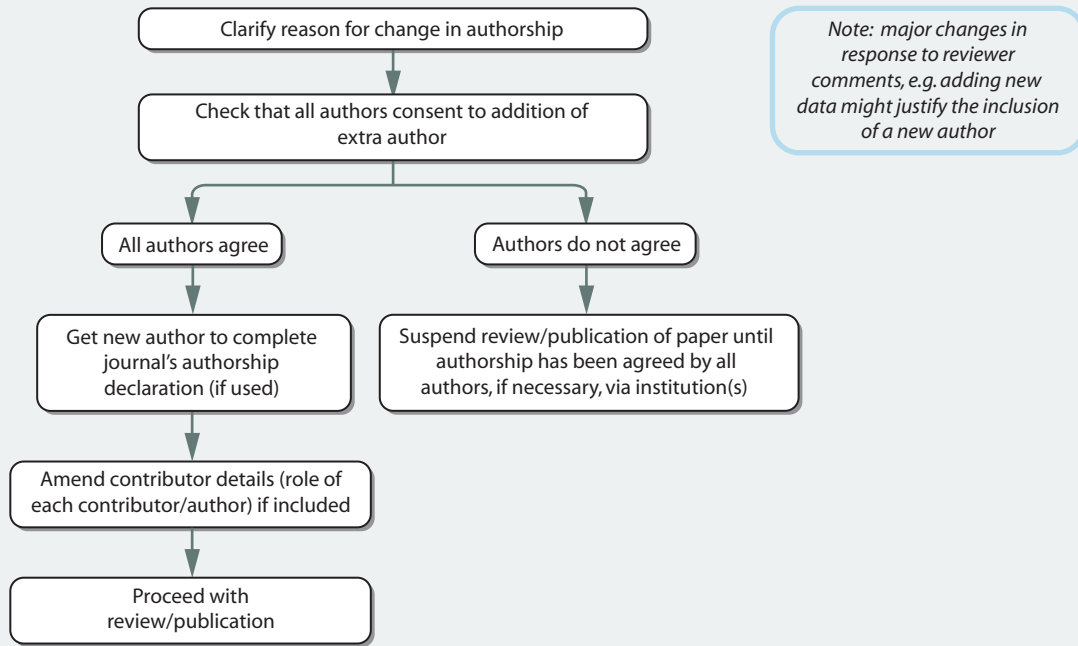 Clarify reason for change in authorship
Note: major changes in
response to reviewer
comments, e.g. adding new
data might justify the inclusion
of a new author
Check that all authors consent to addition of
extra author
All authors agree
Authors do not agree
Get new author to complete
journal's authorship
declaration (if used)
Suspend review/publication of paper until
authorship has been agreed by all
authors, if necessary, via institution(s)
Amend contributor details (role of
each contributor/author) if included
Proceed with
review/publication